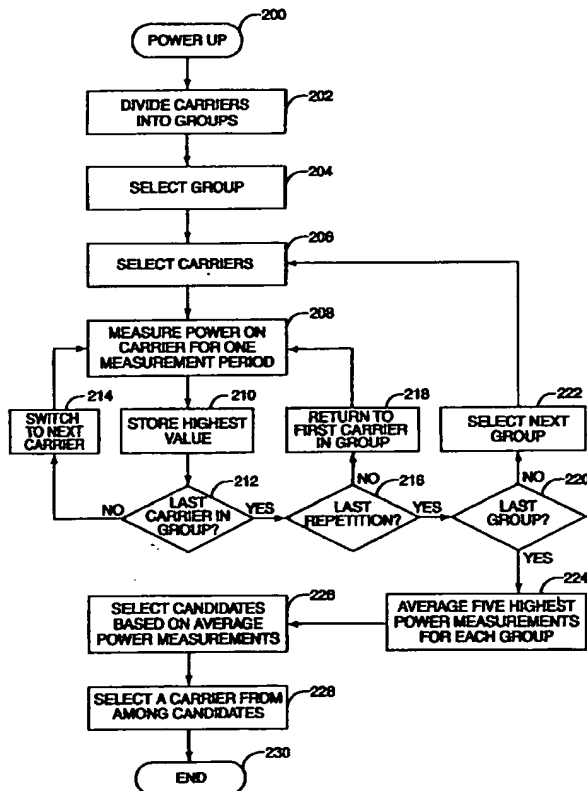 200
POWER UP
202
DIVIDE CARRIERS
INTO GROUPS
204
SELECT GROUP
206
SELECT CARRIERS
208
MEASURE POWER ON
CARRIER FOR ONE
MEASUREMENT PERIOD
214
SWITCH
TO NEXT
CARRIER
210
STORE HIGHEST
VALUE
218
RETURN TO
FIRST CARRIER
IN GROUP
222
SELECT NEXT
GROUP
212
NO
LAST
CARRIER IN
GROUP?
YES
216
NO
LAST
REPETITION?
YES
220
NO
LAST
GROUP?
YES
224
AVERAGE FIVE HIGHEST
POWER MEASUREMENTS
FOR EACH GROUP
226
SELECT CANDIDATES
BASED ON AVERAGE
POWER MEASUREMENTS
228
SELECT A CARRIER FROM
AMONG CANDIDATES
230
END